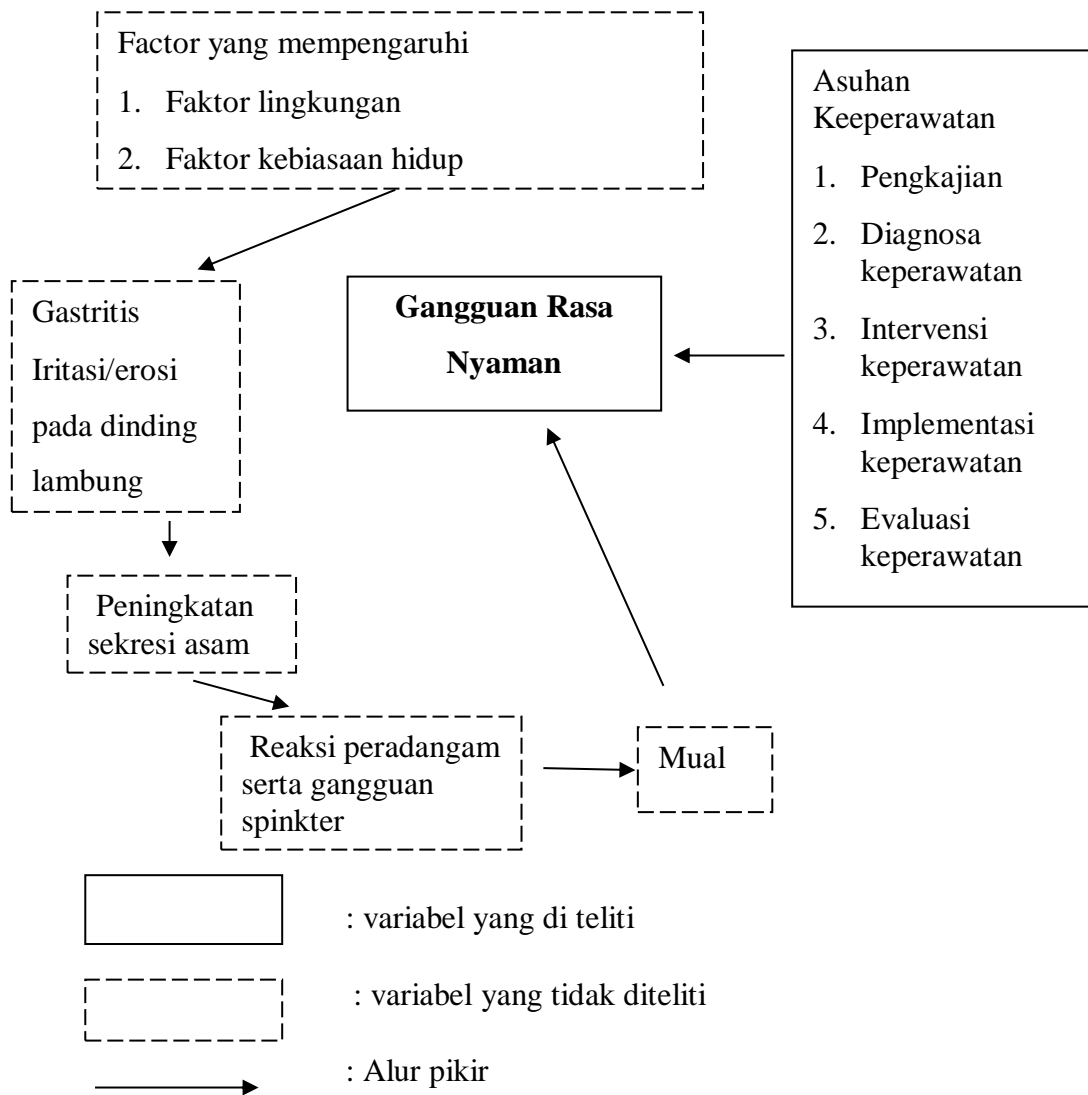 Factor yang mempengaruhi
1. Faktor lingkungan
2. Faktor kebiasaan hidup
Asuhan
Keeperawatan
1. Pengkajian
2. Diagnosa
keperawatan
3. Intervensi
keperawatan
4. Implementasi
keperawatan
5. Evaluasi
keperawatan
Gastritis
Iritasi/erosi
pada dinding
lambung
Gangguan Rasa
Nyaman
Peningkatan
sekresi asam
Reaksi peradangam
serta gangguan
spinkter
Mual
: variabel yang di teliti
: variabel yang tidak diteliti
: Alur pikir